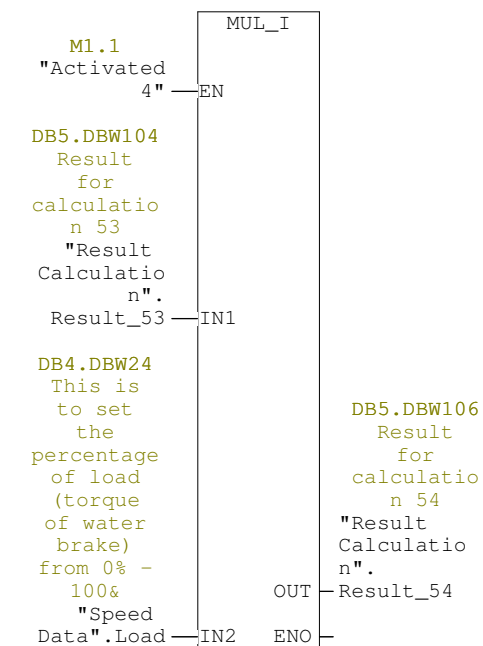 MUL_I
M1.1
"Activated
4"
EN
DB5.DBW104
Result
for
calculatio
n 53
"Result
Calculatio
n".
Result_53
IN1
DB4.DBW24
This is
to set
the
percentage
of load
(torque
of water
brake)
from 0% -
100&
"Speed
Data".Load
IN2
DB5.DBW106
Result
for
calculatio
n 54
"Result
Calculatio
n".
Result_54
OUT
ENO